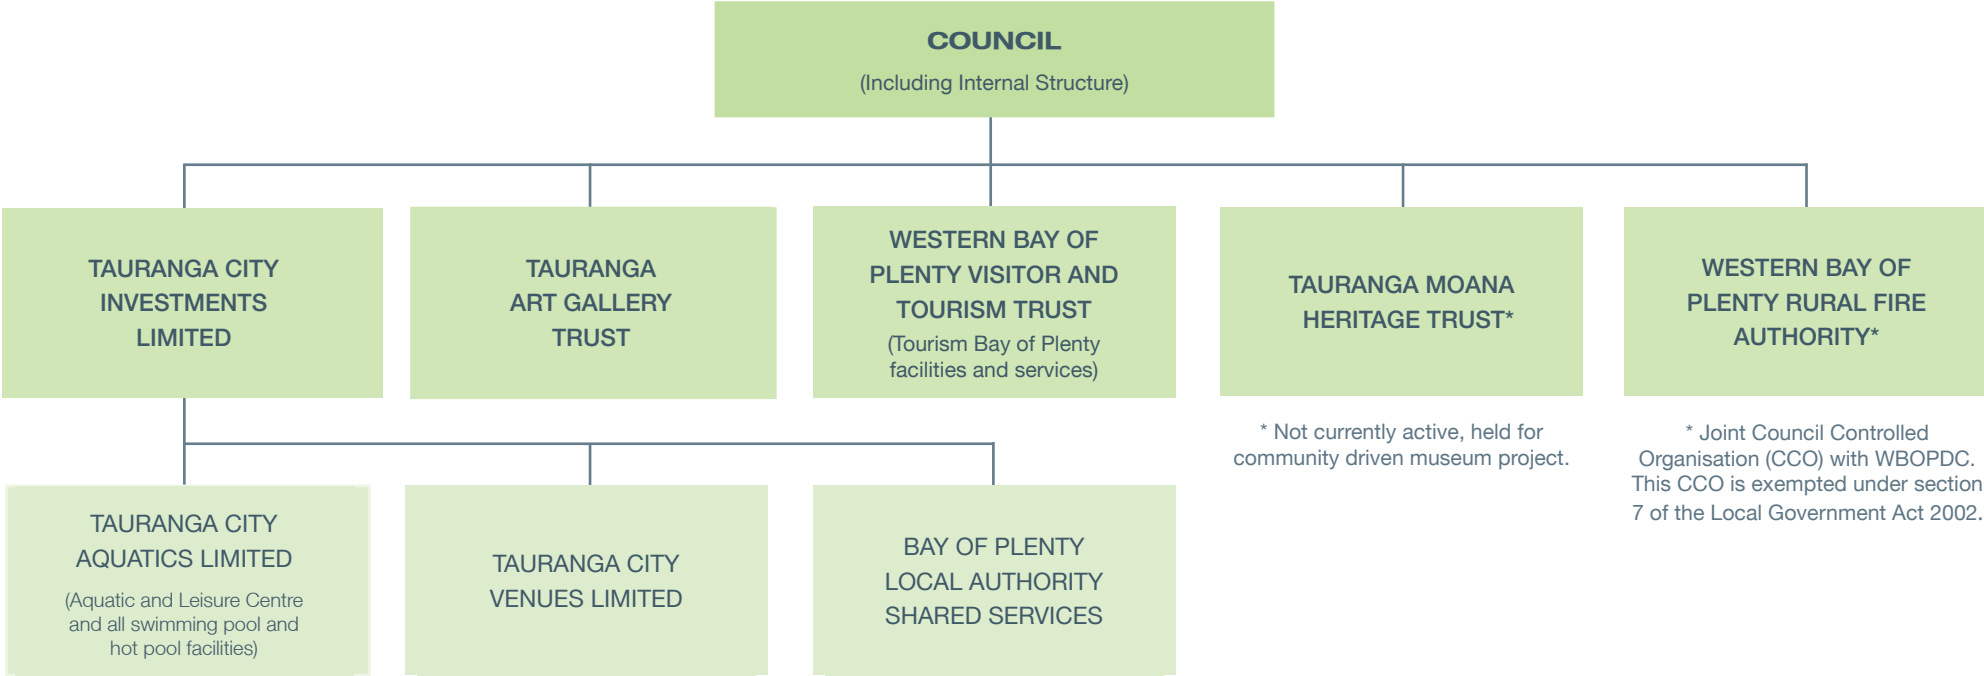 COUNCIL
(Including Internal Structure)
TAURANGA CITY
INVESTMENTS
LIMITED
TAURANGA
ART GALLERY
TRUST
WESTERN BAY OF
PLENTY VISITOR AND
TOURISM TRUST
(Tourism Bay of Plenty
facilities and services)
TAURANGA MOANA
HERITAGE TRUST*
WESTERN BAY OF
PLENTY RURAL FIRE
AUTHORITY*
* Not currently active, held for
community driven museum project.
* Joint Council Controlled
Organisation (CCO) with WBOPDC.
This CCO is exempted under section
7 of the Local Government Act 2002.
TAURANGA CITY
AQUATICS LIMITED
(Aquatic and Leisure Centre
and all swimming pool and
hot pool facilities)
TAURANGA CITY
VENUES LIMITED
BAY OF PLENTY
LOCAL AUTHORITY
SHARED SERVICES